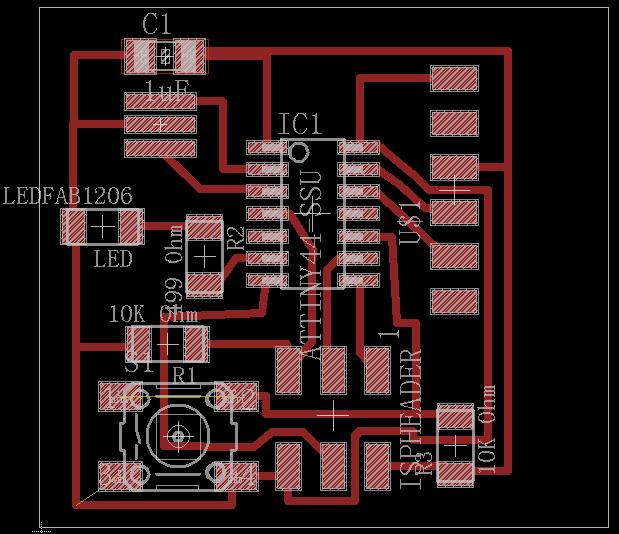 C1
1uF
IC1
LEDFAB1206
LED
R2
499 Ohm
ATTINY44-SSU
U$1
10K Ohm
S1
R1
1
ISPHEADER
R3
10K Ohm